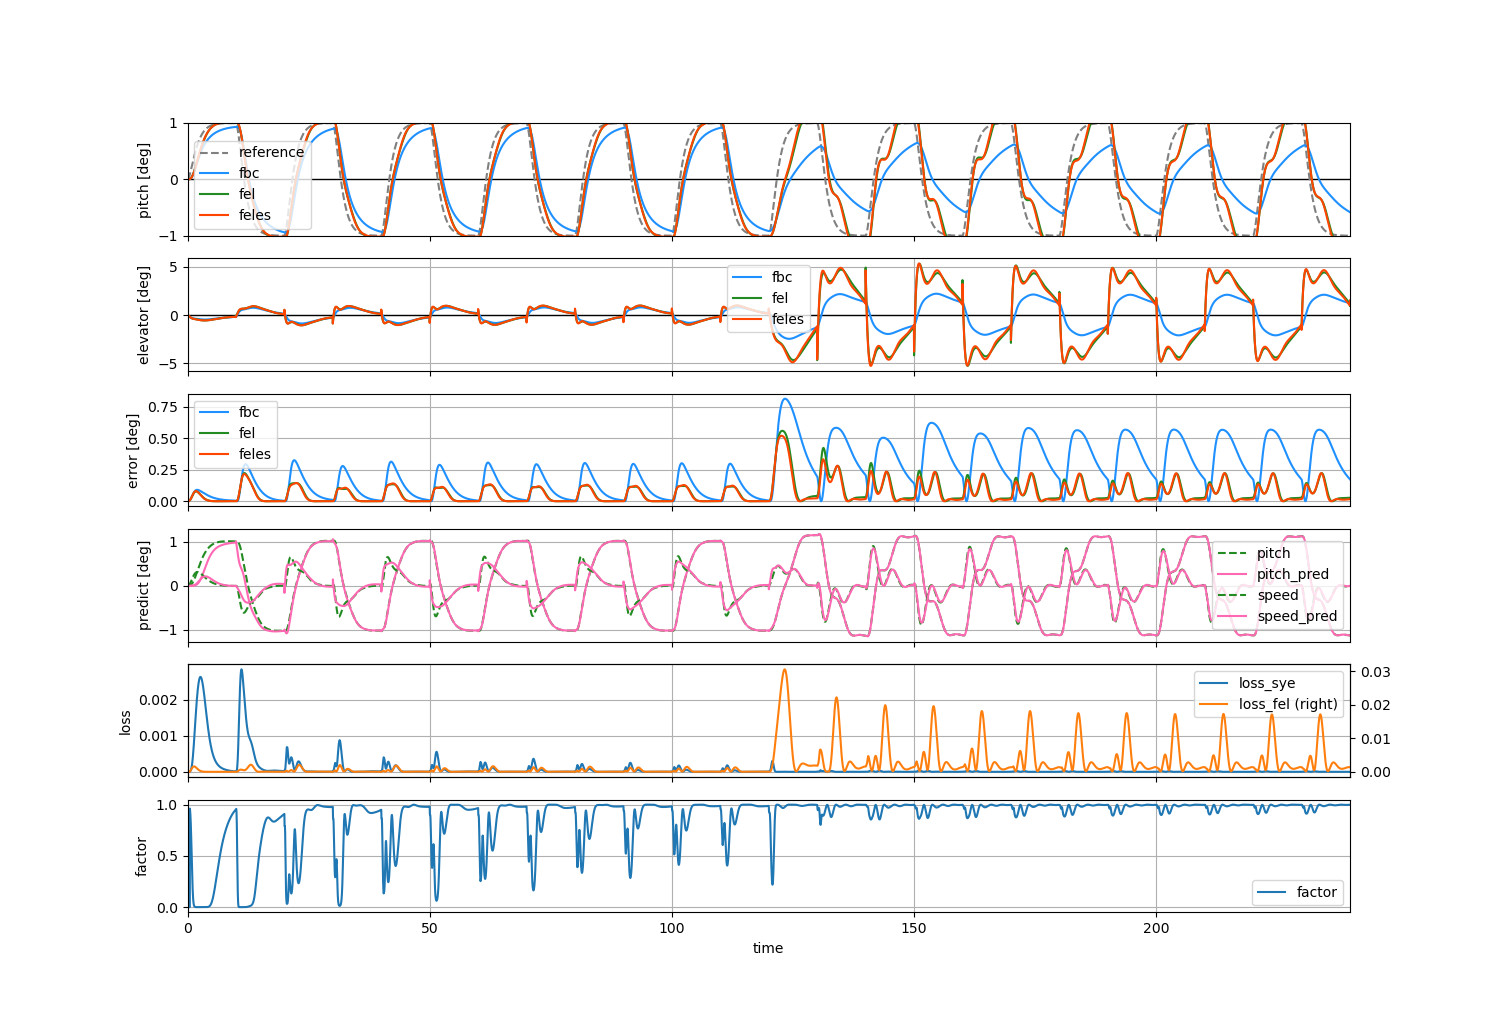 pitch [deg]
1
0
−1
reference
fbc
fel
feles
elevator [deg]
5
0
−5
fbc
fel
feles
error [deg]
0.75
0.50
0.25
0.00
fbc
fel
feles
predict [deg]
1
0
−1
pitch
pitch_pred
speed
speed_pred
loss
0.002
0.001
0.000
loss_sye
loss_fel (right)
0.03
0.02
0.01
0.00
factor
1.0
0.5
0.0
factor
0 50 100 150 200
time